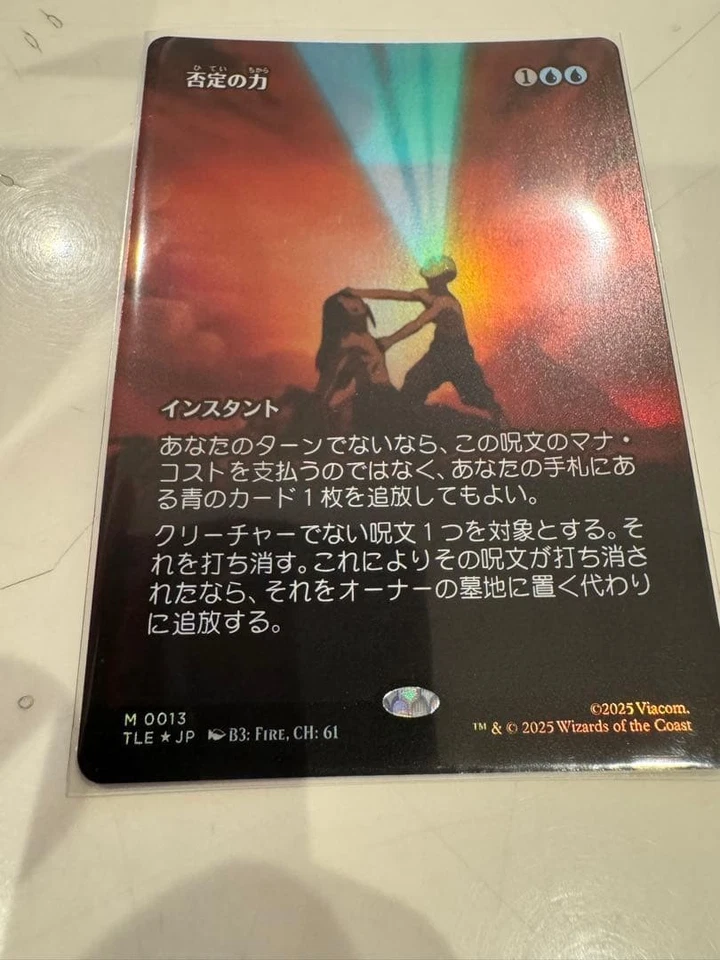 ひてい ちから
否定の力
1
インスタント
あなたのターンでないなら、この呪文のマナ・
コストを支払うのではなく、あなたの手札にあ
る青のカード1枚を追放してもよい。
クリーチャーでない呪文1つを対象とする。そ
れを打ち消す。これによりその呪文が打ち消さ
れたなら、それをオーナーの墓地に置く代わり
に追放する。
M 0013
TLE ★ JP B3: FIRE, CH: 61
©2025 Viacom.
™ & © 2025 Wizards of the Coast